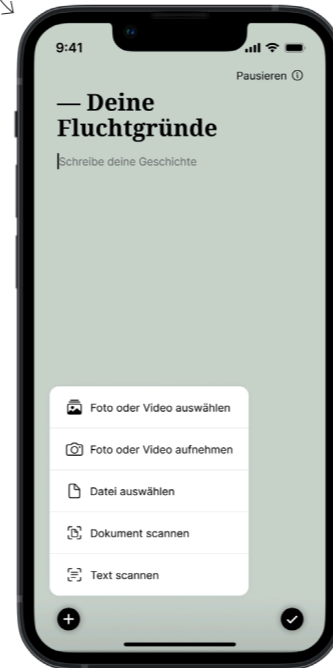 9:41
Pausieren
— Deine
Fluchtgründe
Schreibe deine Geschichte
Foto oder Video auswählen
Foto oder Video aufnehmen
Datei auswählen
Dokument scannen
Text scannen